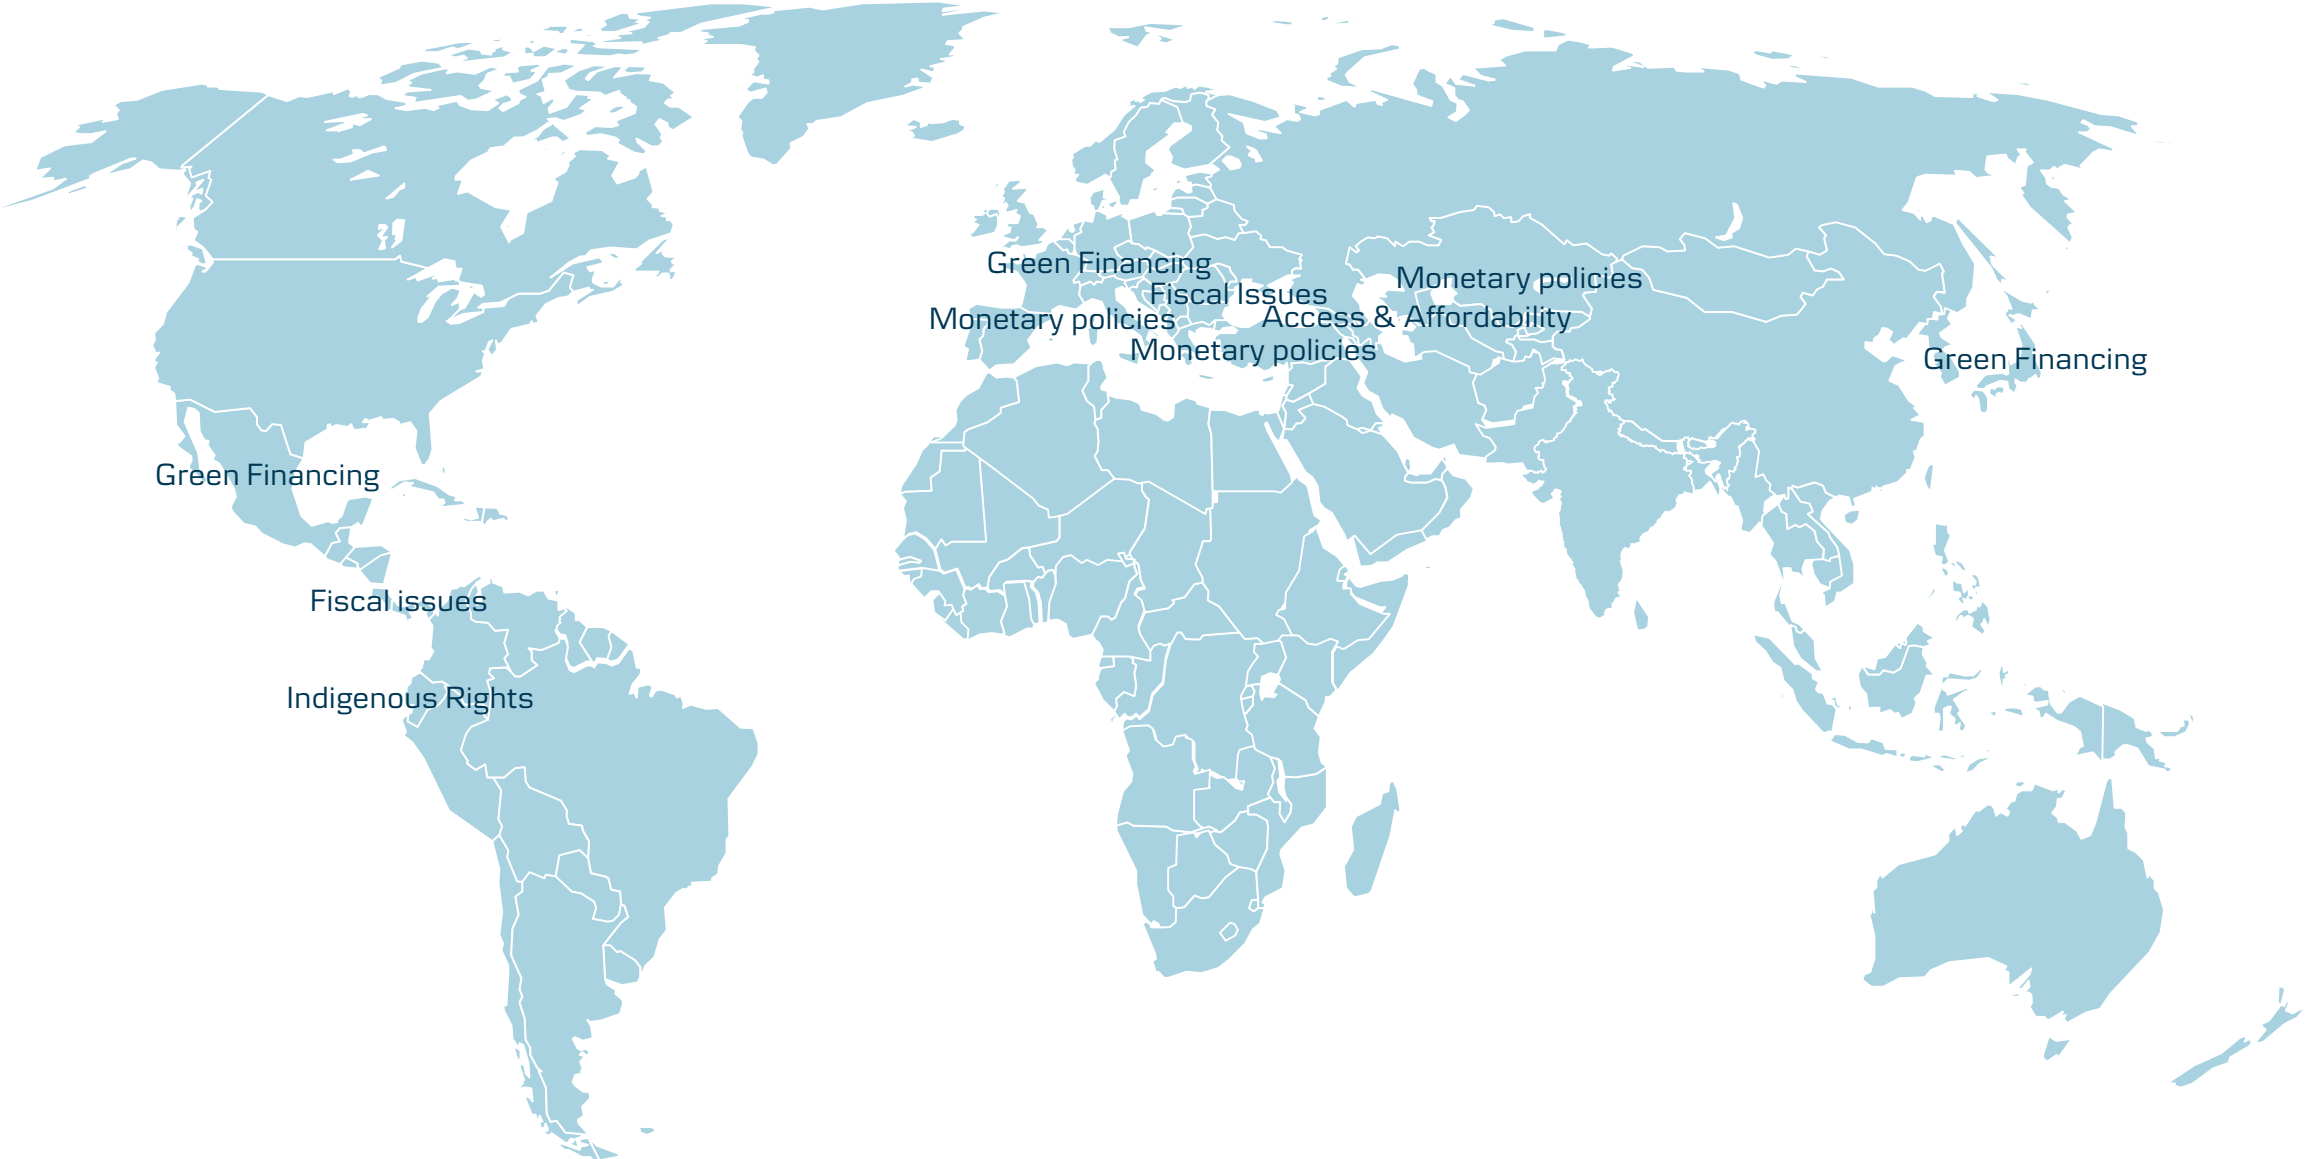 Green Financing
Monetary policies
Fiscal Issues
Access & Affordability
Monetary policies
Monetary policies
Green Financing
Green Financing
Fiscal issues
Indigenous Rights